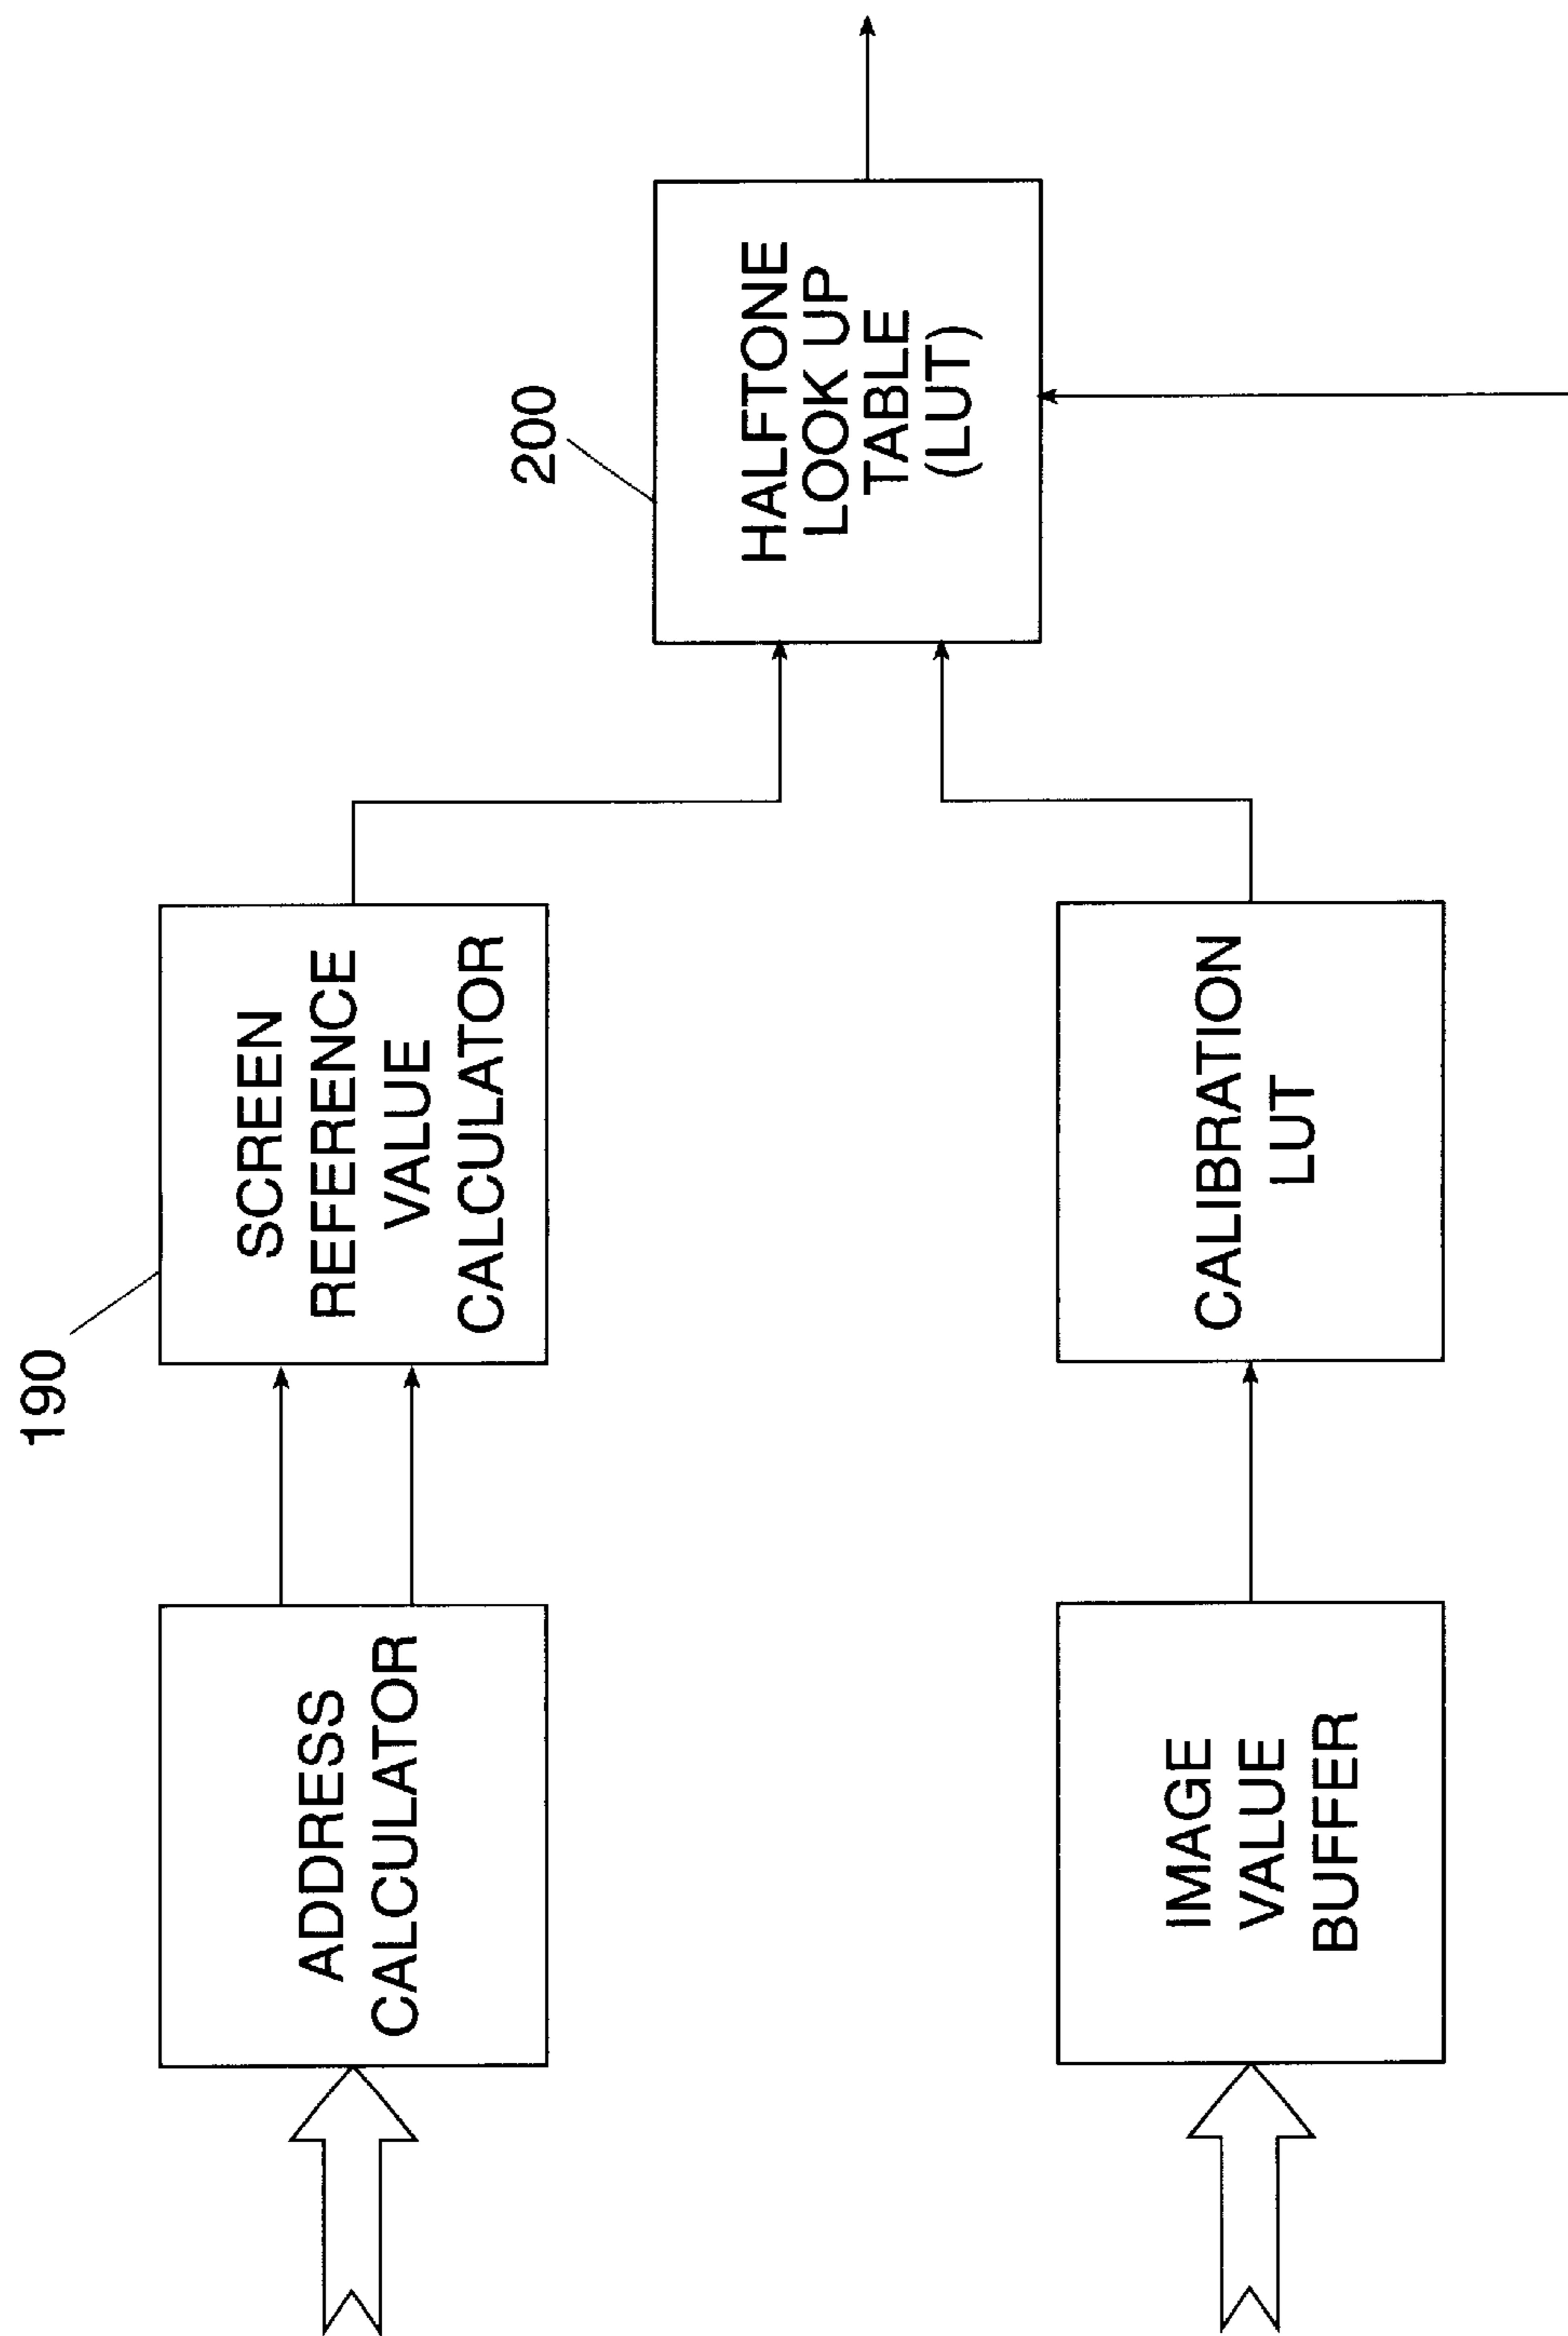 190
200
ADDRESS
CALCULATOR
SCREEN
REFERENCE
VALUE
CALCULATOR
HALFTONE
LOOK UP
TABLE
(LUT)
IMAGE
VALUE
BUFFER
CALIBRATION
LUT